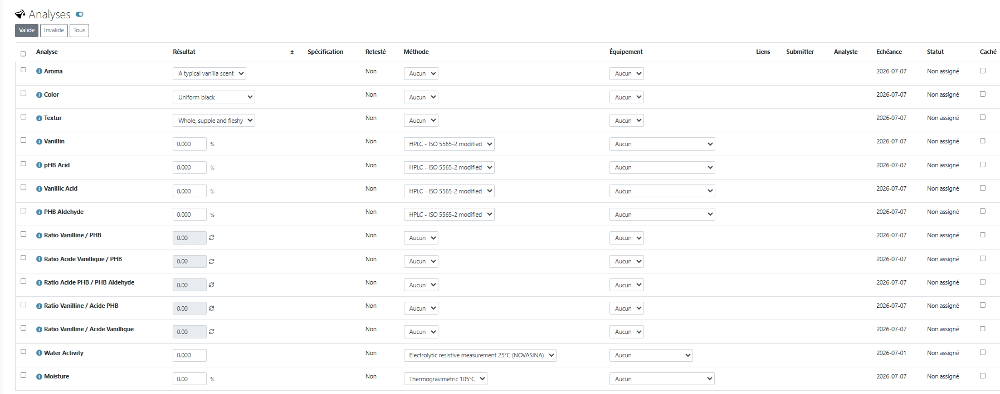 Analyses
Valide Invalide Tous
Analyse Résultat ± Spécification Retesté Méthode Équipement Liens Submitter Analyste Echéance Statut Caché
Aroma A typical vanilla scent Non Aucun Aucun 2026-07-07 Non assigné
Color Uniform black Non Aucun Aucun 2026-07-07 Non assigné
Textur Whole, supple and fleshy Non Aucun Aucun 2026-07-07 Non assigné
Vanillin 0.000 % Non HPLC - ISO 5565-2 modified Aucun 2026-07-07 Non assigné
pHB Acid 0.000 % Non HPLC - ISO 5565-2 modified Aucun 2026-07-07 Non assigné
Vanillic Acid 0.000 % Non HPLC - ISO 5565-2 modified Aucun 2026-07-07 Non assigné
PHB Aldehyde 0.000 % Non HPLC - ISO 5565-2 modified Aucun 2026-07-07 Non assigné
Ratio Vanilline / PHB 0.00 Non Aucun Aucun 2026-07-07 Non assigné
Ratio Acide Vanillique / PHB 0.00 Non Aucun Aucun 2026-07-07 Non assigné
Ratio Acide PHB / PHB Aldehyde 0.00 Non Aucun Aucun 2026-07-07 Non assigné
Ratio Vanilline / Acide PHB 0.00 Non Aucun Aucun 2026-07-07 Non assigné
Ratio Vanilline / Acide Vanillique 0.00 Non Aucun Aucun 2026-07-07 Non assigné
Water Activity 0.000 Non Electrolytic resistive measurement 25°C (NOVASINA) Aucun 2026-07-01 Non assigné
Moisture 0.00 % Non Thermogravimetric 105°C Aucun 2026-07-07 Non assigné